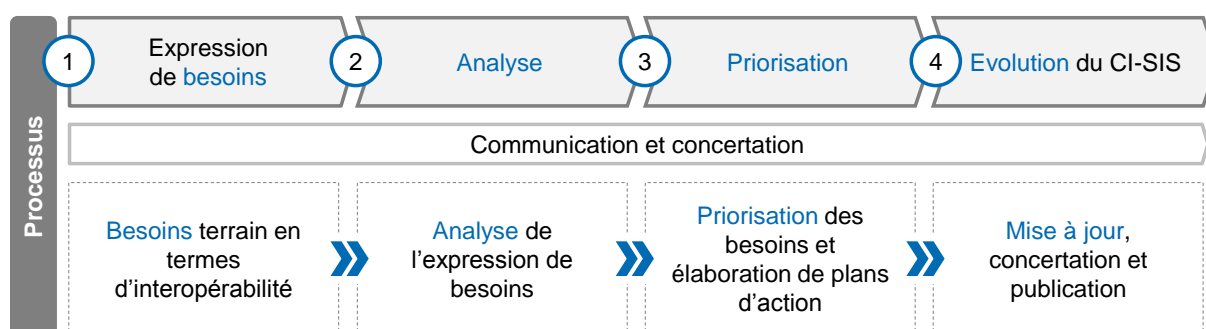 Processus
1
Expression
de besoins
2
Analyse
3
Priorisation
4
Evolution du CI-SIS
Communication et concertation
Besoins terrain en
termes
d'interopérabilité
Analyse de
l'expression de
besoins
Priorisation des
besoins et
élaboration de plans
d'action
Mise à jour,
concertation et
publication